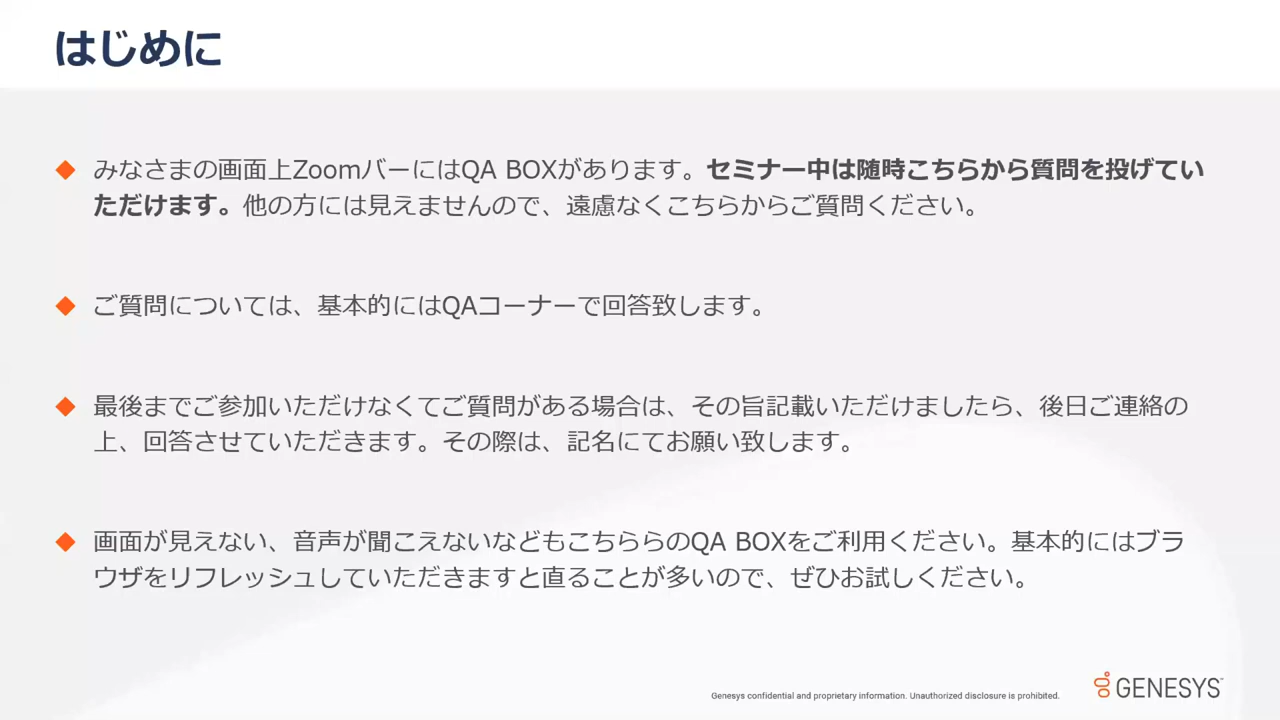 はじめに
みなさまの画面上ZoomバーにはQA BOXがあります。セミナー中は随時こちらから質問を投げてい
ただけます。他の方には見えませんので、遠慮なくこちらからご質問ください。
ご質問については、基本的にはQAコーナーで回答致します。
最後までご参加いただけなくてご質問がある場合は、その旨記載いただけましたら、後日ご連絡の
上、回答させていただきます。その際は、記名にてお願い致します。
画面が見えない、音声が聞こえないなどもこちららのQA BOXをご利用ください。基本的にはブラ
ウザをリフレッシュしていただきますと直ることが多いので、ぜひお試しください。
Genesys confidential and proprietary information. Unauthorized disclosure is prohibited.
GENESYS™